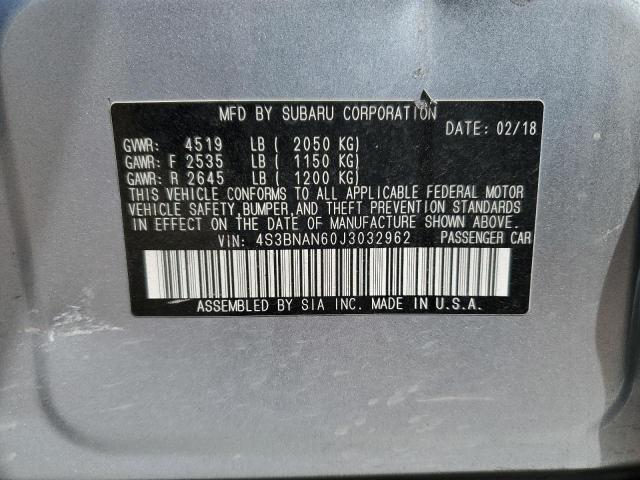 MFD BY SUBARU CORPORATION
DATE: 02/18
GVWR: 4519 LB ( 2050 KG)
GAWR: F 2535 LB ( 1150 KG)
GAWR: R 2645 LB ( 1200 KG)
THIS VEHICLE CONFORMS TO ALL APPLICABLE FEDERAL MOTOR
VEHICLE SAFETY, BUMPER, AND THEFT PREVENTION STANDARDS
IN EFFECT ON THE DATE OF MANUFACTURE SHOWN ABOVE.
VIN: 4S3BNAN60J3032962 PASSENGER CAR
ASSEMBLED BY SIA INC. MADE IN U.S.A.